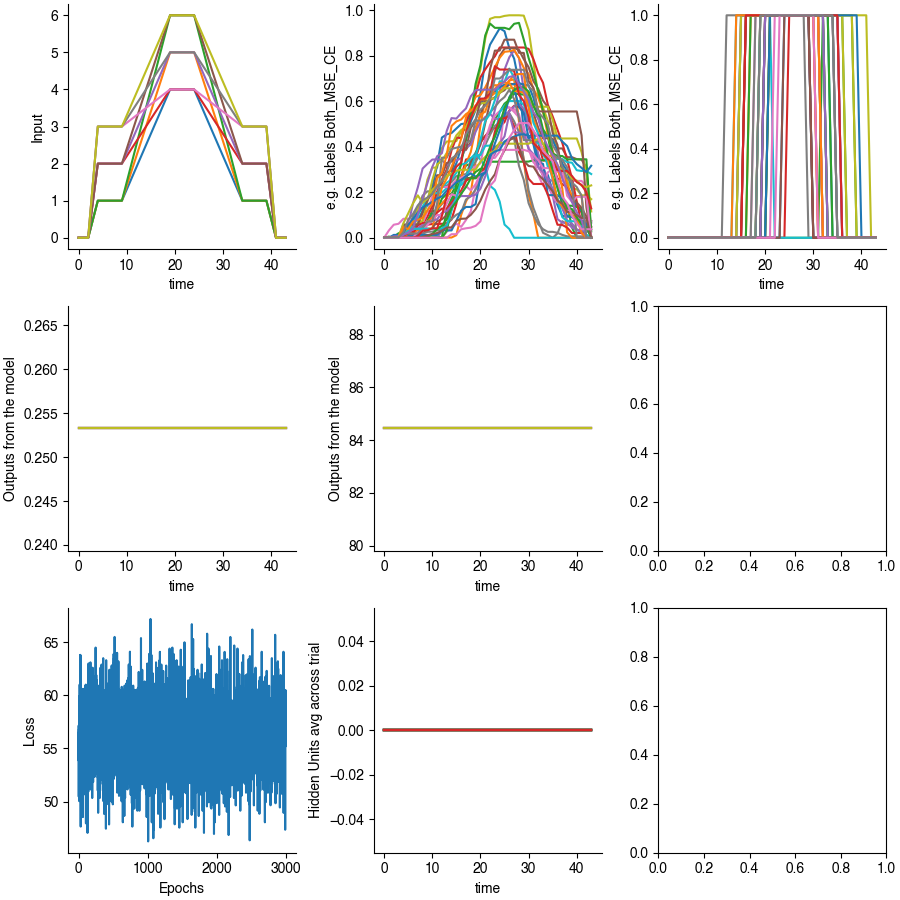 6
5
4
3
2
1
0
Input
0 10 20 30 40
time
1.0
0.8
0.6
0.4
0.2
0.0
e.g. Labels Both_MSE_CE
0 10 20 30 40
time
1.0
0.8
0.6
0.4
0.2
0.0
e.g. Labels Both_MSE_CE
0 10 20 30 40
time
0.265
0.260
0.255
0.250
0.245
0.240
Outputs from the model
0 10 20 30 40
time
88
86
84
82
80
Outputs from the model
0 10 20 30 40
time
1.0
0.8
0.6
0.4
0.2
0.0
0.0 0.2 0.4 0.6 0.8 1.0
65
60
55
50
Loss
0 1000 2000 3000
Epochs
0.04
0.02
0.00
−0.02
−0.04
Hidden Units avg across trial
0 10 20 30 40
time
1.0
0.8
0.6
0.4
0.2
0.0
0.0 0.2 0.4 0.6 0.8 1.0